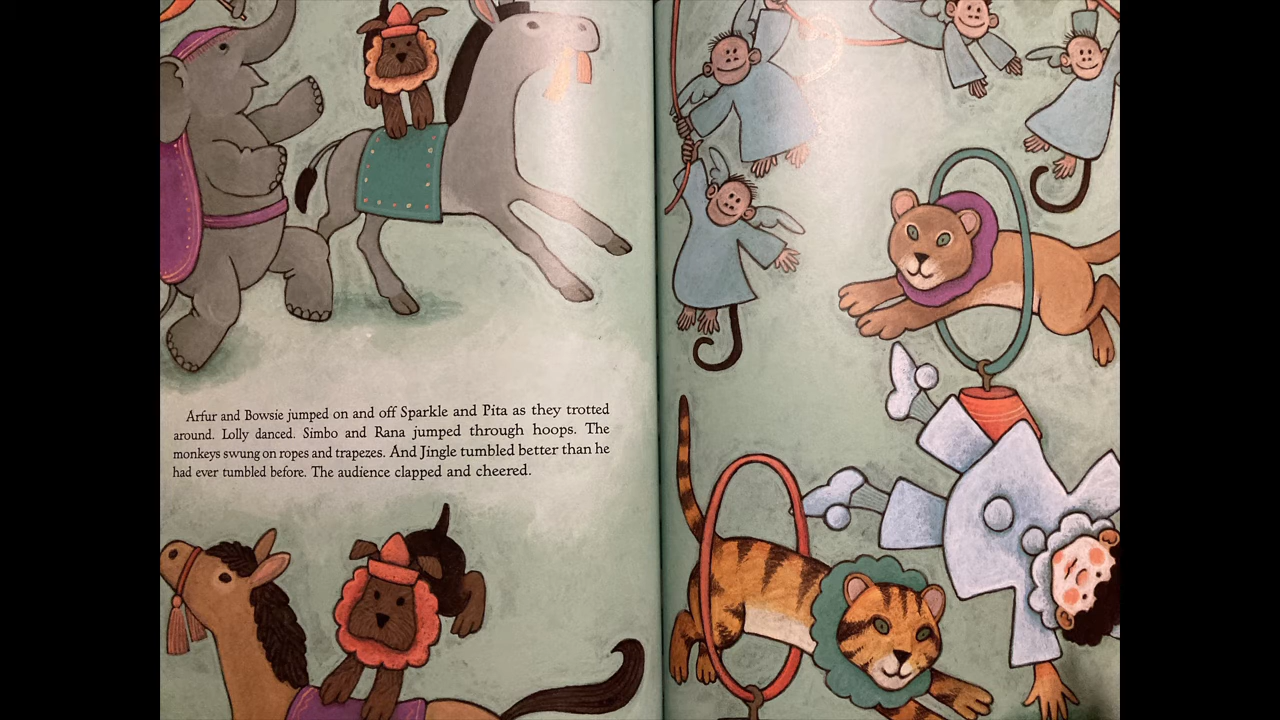 Arfur and Bowsie jumped on and off Sparkle and Pita as they trotted
around. Lolly danced. Simbo and Rana jumped through hoops. The
monkeys swung on ropes and trapezes. And Jingle tumbled better than he
had ever tumbled before. The audience clapped and cheered.